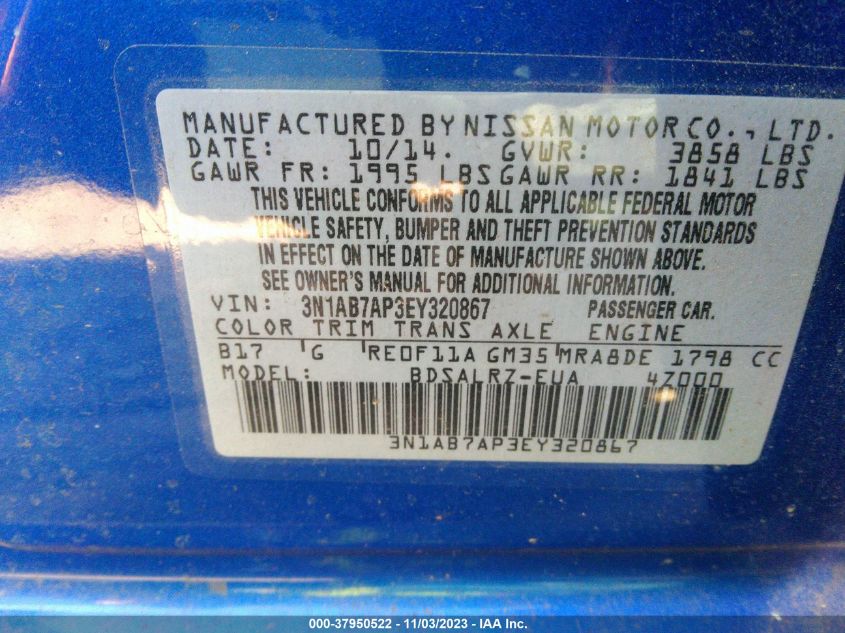 MANUFACTURED BY NISSAN MOTOR CO., LTD.
DATE: 10/14. GVWR: 3858 LBS
GAWR FR: 1995 LBS GAWR RR: 1841 LBS
THIS VEHICLE CONFORMS TO ALL APPLICABLE FEDERAL MOTOR
VEHICLE SAFETY, BUMPER AND THEFT PREVENTION STANDARDS
IN EFFECT ON THE DATE OF MANUFACTURE SHOWN ABOVE.
SEE OWNER'S MANUAL FOR ADDITIONAL INFORMATION.
VIN: 3N1AB7AP3EY320867 PASSENGER CAR.
COLOR TRIM TRANS AXLE ENGINE
B17 G RE0F11A GM35 MRA8DE 1798 CC
MODEL: BDSALRZ-EUA 4Z000
3N1AB7AP3EY320867
000-37950522 - 11/03/2023 - IAA